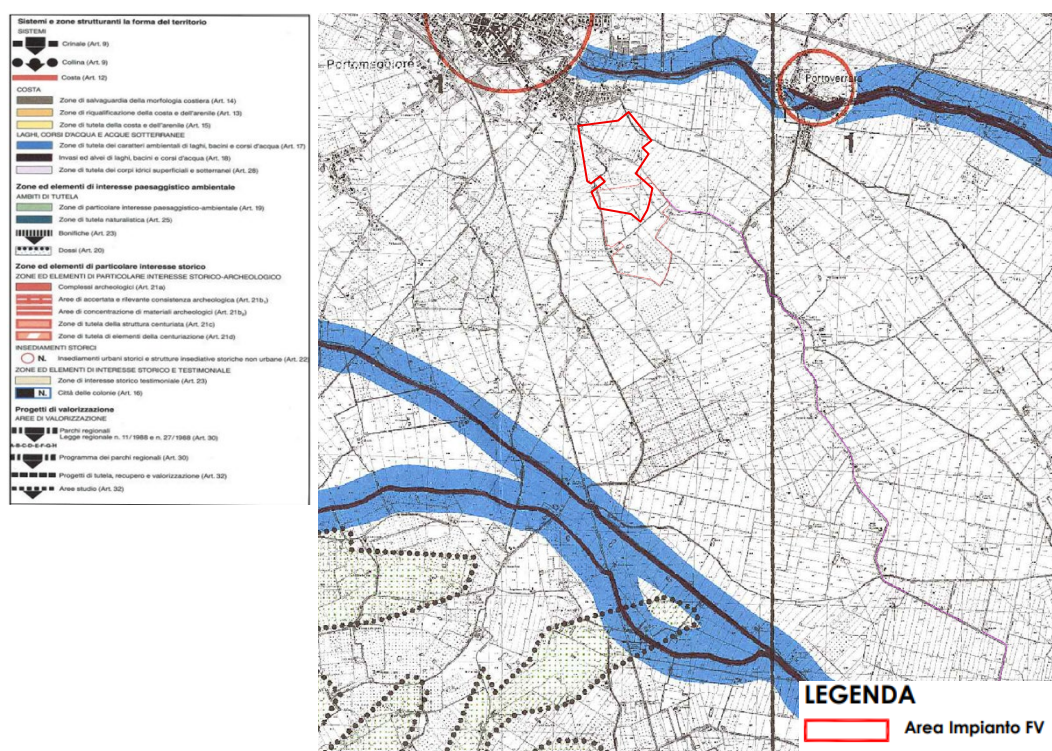 Sistemi e zone strutturanti la forma del territorio
SISTEMI
Crinale (Art. 9)
Collina (Art. 9)
Costa (Art. 12)
COSTA
Zone di salvaguardia della morfologia costiera (Art. 14)
Zone di riqualificazione della costa e dell'arenile (Art. 13)
Zone di tutela della costa e dell'arenile (Art. 15)
LAGHI, CORSI D'ACQUA E ACQUE SOTTERRANEE
Zone di tutela dei caratteri ambientali di laghi, bacini e corsi d'acqua (Art. 17)
Invasi ed alvei di laghi, bacini e corsi d'acqua (Art. 18)
Zone di tutela dei corpi idrici superficiali e sotterranei (Art. 28)
Zone ed elementi di interesse paesaggistico ambientale
AMBITI DI TUTELA
Zone di particolare interesse paesaggistico-ambientale (Art. 19)
Zone di tutela naturalistica (Art. 25)
Bonifiche (Art. 23)
Dossi (Art. 20)
Zone ed elementi di particolare interesse storico
ZONE ED ELEMENTI DI PARTICOLARE INTERESSE STORICO-ARCHEOLOGICO
Complessi archeologici (Art. 21a)
Aree di accertata e rilevante consistenza archeologica (Art. 21b₁)
Aree di concentrazione di materiali archeologici (Art. 21b₂)
Zone di tutela della struttura centuriata (Art. 21c)
Zone di tutela di elementi della centuriazione (Art. 21d)
INSEDIAMENTI STORICI
N. Insediamenti urbani storici e strutture insediative storiche non urbane (Art. 22)
ZONE ED ELEMENTI DI INTERESSE STORICO E TESTIMONIALE
Zone di interesse storico testimoniale (Art. 23)
N. Città delle colonie (Art. 16)
Progetti di valorizzazione
AREE DI VALORIZZAZIONE
Parchi regionali
Legge regionale n. 11/1988 e n. 27/1988 (Art. 30)
A-B-C-D-E-F-G-H
Programma dei parchi regionali (Art. 30)
Progetti di tutela, recupero e valorizzazione (Art. 32)
Aree studio (Art. 32)
Portomaggiore
1
Portoverrara
1
LEGENDA
Area Impianto FV